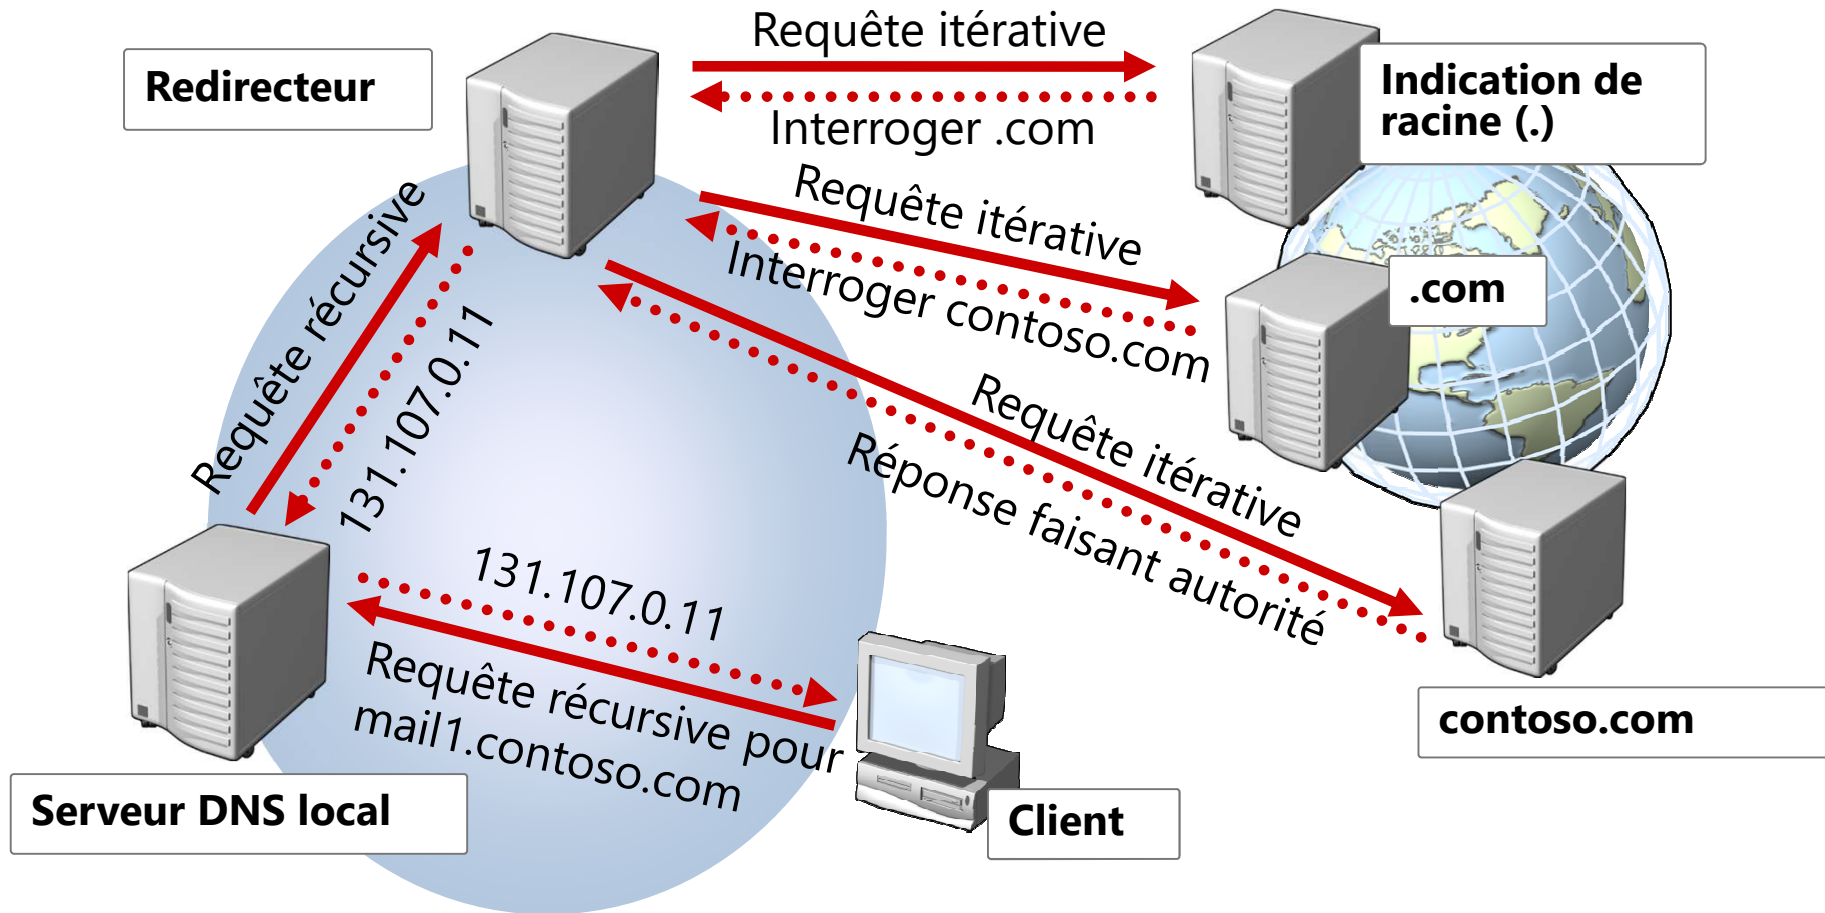 Requête itérative
Redirecteur
Indication de
racine (.)
Interroger .com
Requête itérative
Interroger contoso.com
.com
Requête récursive
131.107.0.11
Requête itérative
Réponse faisant autorité
131.107.0.11
Requête récursive pour
mail1.contoso.com
contoso.com
Serveur DNS local
Client